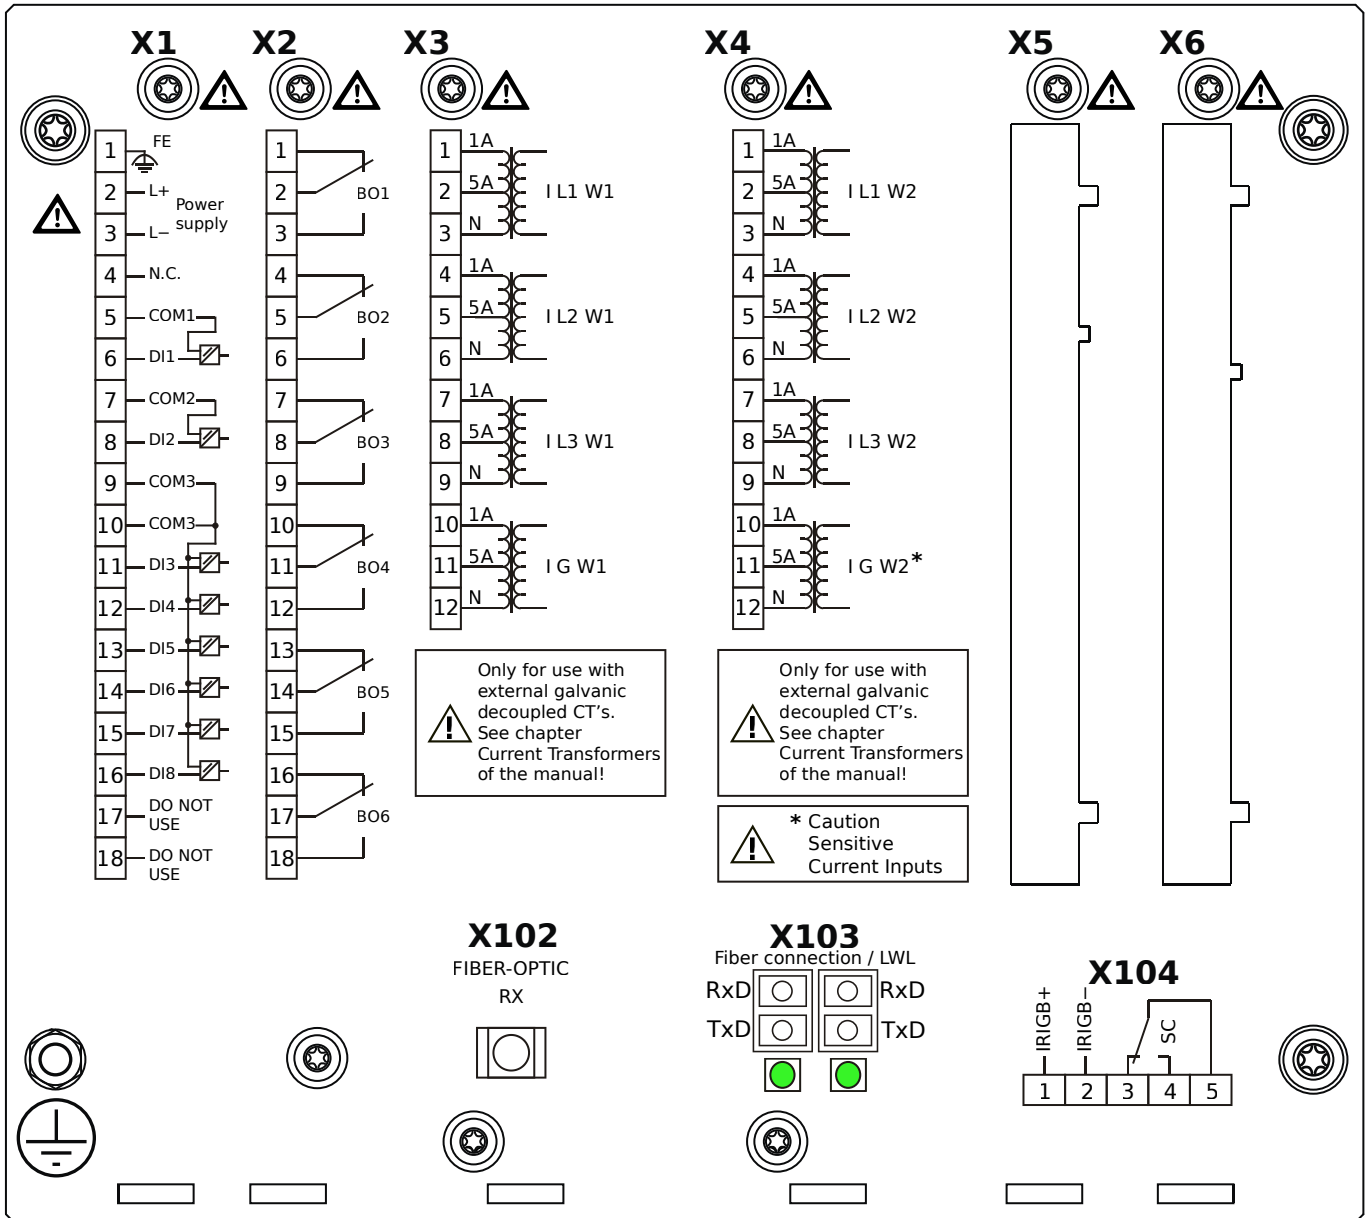 X1
X2
X3
X4
X5
X6
1
FE
2
L+
Power
supply
3
L−
4
N.C.
5
COM1
6
DI1
7
COM2
8
DI2
9
COM3
10
COM3
11
DI3
12
DI4
13
DI5
14
DI6
15
DI7
16
DI8
17
DO NOT
USE
18
DO NOT
USE
1
2
BO1
3
4
5
BO2
6
7
8
BO3
9
10
11
BO4
12
13
14
BO5
15
16
17
BO6
18
1
1A
2
5A
I L1 W1
3
N
4
1A
5
5A
I L2 W1
6
N
7
1A
8
5A
I L3 W1
9
N
10
1A
11
5A
I G W1
12
N
Only for use with
external galvanic
decoupled CT's.
See chapter
Current Transformers
of the manual!
1
1A
2
5A
I L1 W2
3
N
4
1A
5
5A
I L2 W2
6
N
7
1A
8
5A
I L3 W2
9
N
10
1A
11
5A
I G W2*
12
N
Only for use with
external galvanic
decoupled CT's.
See chapter
Current Transformers
of the manual!
* Caution
Sensitive
Current Inputs
X102
FIBER-OPTIC
RX
X103
Fiber connection / LWL
RxD
RxD
TxD
TxD
X104
IRIGB+
IRIGB−
SC
1
2
3
4
5